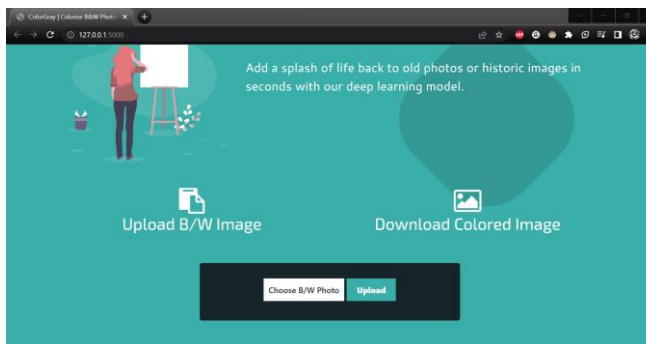 ColorGray | Colorize B&W Photo
127.0.0.1:5000
Add a splash of life back to old photos or historic images in
seconds with our deep learning model.
Upload B/W Image
Download Colored Image
Choose B/W Photo
Upload